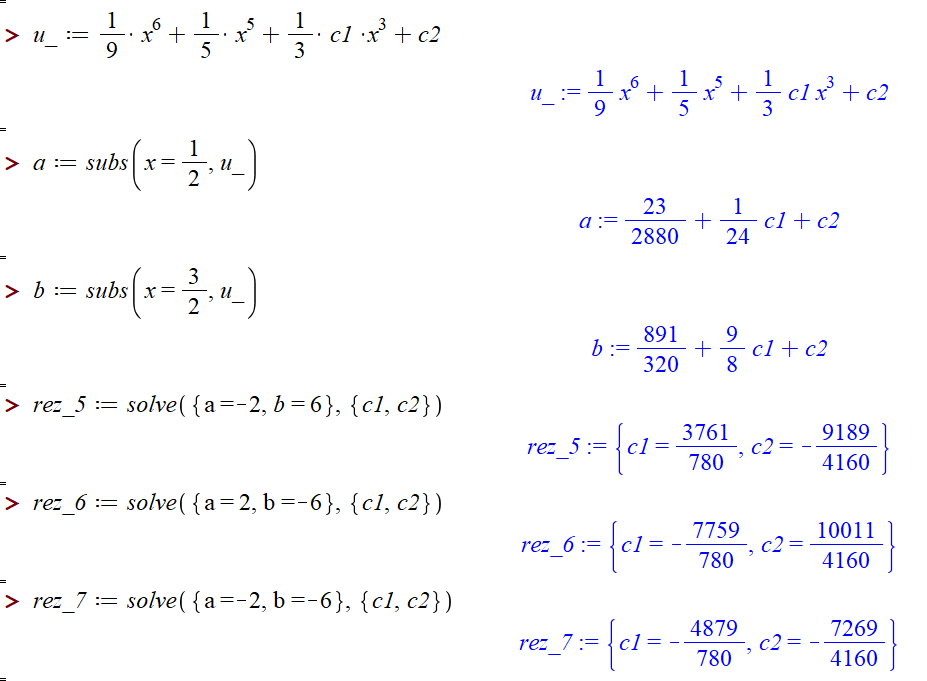 > u_ := 1/9 · x^6 + 1/5 · x^5 + 1/3 · c1 · x^3 + c2
u_ := 1/9 x^6 + 1/5 x^5 + 1/3 c1 x^3 + c2
> a := subs(x = 1/2, u_)
a := 23/2880 + 1/24 c1 + c2
> b := subs(x = 3/2, u_)
b := 891/320 + 9/8 c1 + c2
> rez_5 := solve({a = -2, b = 6}, {c1, c2})
rez_5 := {c1 = 3761/780, c2 = -9189/4160}
> rez_6 := solve({a = 2, b = -6}, {c1, c2})
rez_6 := {c1 = -7759/780, c2 = 10011/4160}
> rez_7 := solve({a = -2, b = -6}, {c1, c2})
rez_7 := {c1 = -4879/780, c2 = -7269/4160}